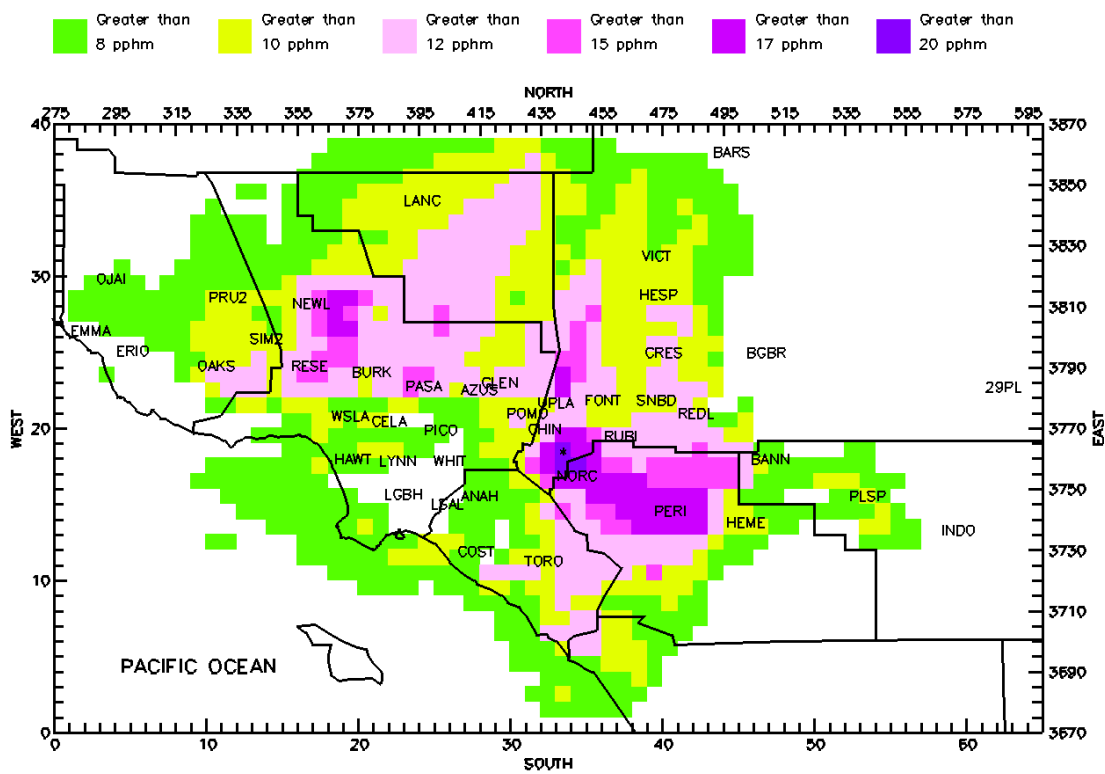 Greater than Greater than Greater than Greater than Greater than Greater than
8 pphm 10 pphm 12 pphm 15 pphm 17 pphm 20 pphm
NORTH
275 295 315 335 355 375 395 415 435 455 475 495 515 535 555 575 595
40 3870
BARS
3850
LANC
3830
VICT
30 OJAI
PRU2 NEWL HESP 3810
EMMA
SIM2
ERIO CRES BGBR
OAKS RESE BURK 3790
PASA AZUS GLEN 29PL
UPLA FONT SNBD
WSLA CELA POMO REDL
20 PICO CHIN 3770
WEST RUBI EAST
HAWT LYNN WHIT * BANN
NORC
LGBH LSAL ANAH PLSP 3750
PERI HEME
INDO
COST TORO 3730
10
3710
PACIFIC OCEAN 3690
0 3670
0 10 20 30 40 50 60
SOUTH